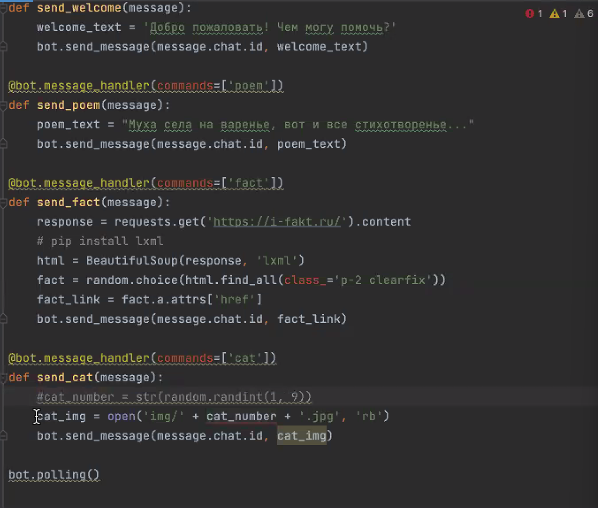 def send_welcome(message):
welcome_text = 'Добро пожаловать! Чем могу помочь?'
bot.send_message(message.chat.id, welcome_text)
@bot.message_handler(commands=['poem'])
def send_poem(message):
poem_text = "Муха села на варенье, вот и все стихотворенье..."
bot.send_message(message.chat.id, poem_text)
@bot.message_handler(commands=['fact'])
def send_fact(message):
response = requests.get('https://i-fakt.ru/').content
# pip install lxml
html = BeautifulSoup(response, 'lxml')
fact = random.choice(html.find_all(class_='p-2 clearfix'))
fact_link = fact.a.attrs['href']
bot.send_message(message.chat.id, fact_link)
@bot.message_handler(commands=['cat'])
def send_cat(message):
#cat_number = str(random.randint(1, 9))
cat_img = open('img/' + cat_number + '.jpg', 'rb')
bot.send_message(message.chat.id, cat_img)
bot.polling()
1 1 6